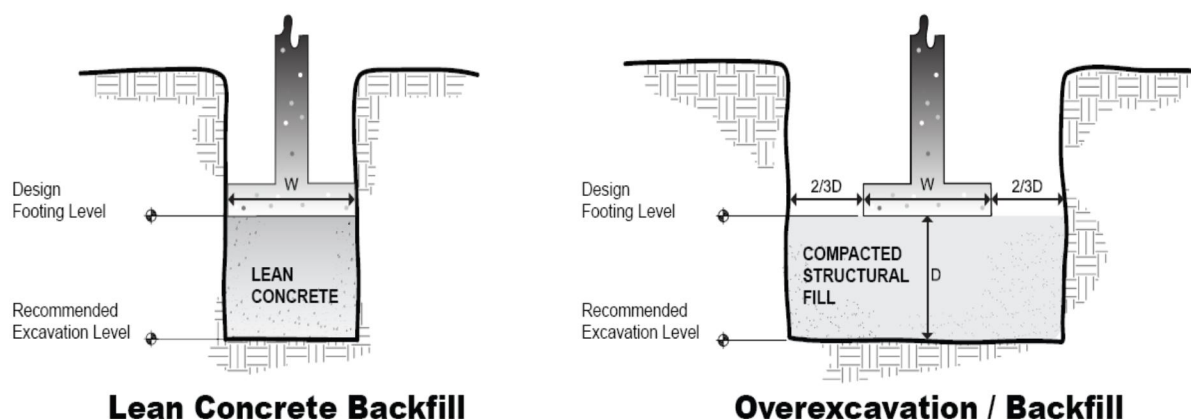 Design
Footing Level
W
LEAN
CONCRETE
Recommended
Excavation Level
Lean Concrete Backfill
Design
Footing Level
2/3D
W
2/3D
COMPACTED
STRUCTURAL
FILL
D
Recommended
Excavation Level
Overexcavation / Backfill